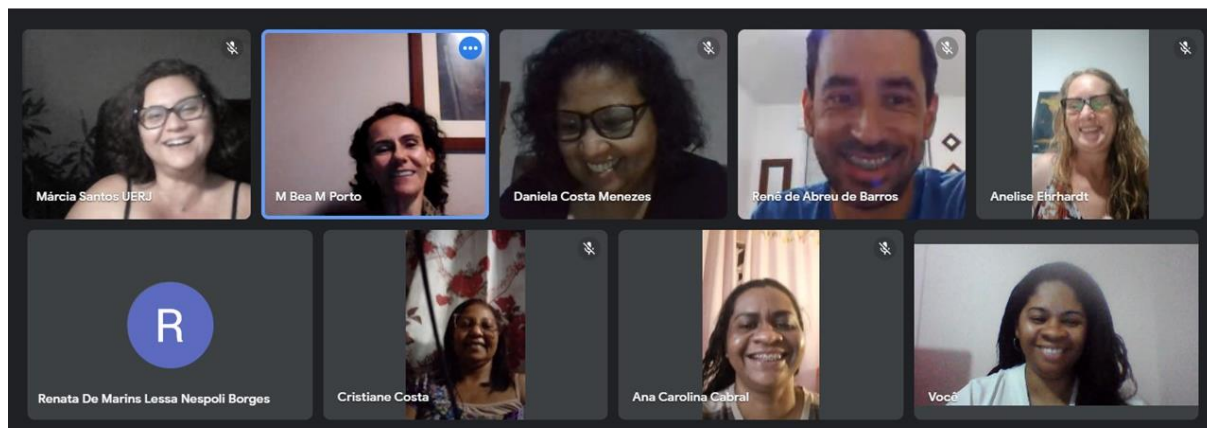 Márcia Santos UERJ
M Bea M Porto
Daniela Costa Menezes
Renê de Abreu de Barros
Anelise Ehrhardt
R
Renata De Marins Lessa Nespoli Borges
Cristiane Costa
Ana Carolina Cabral
Você